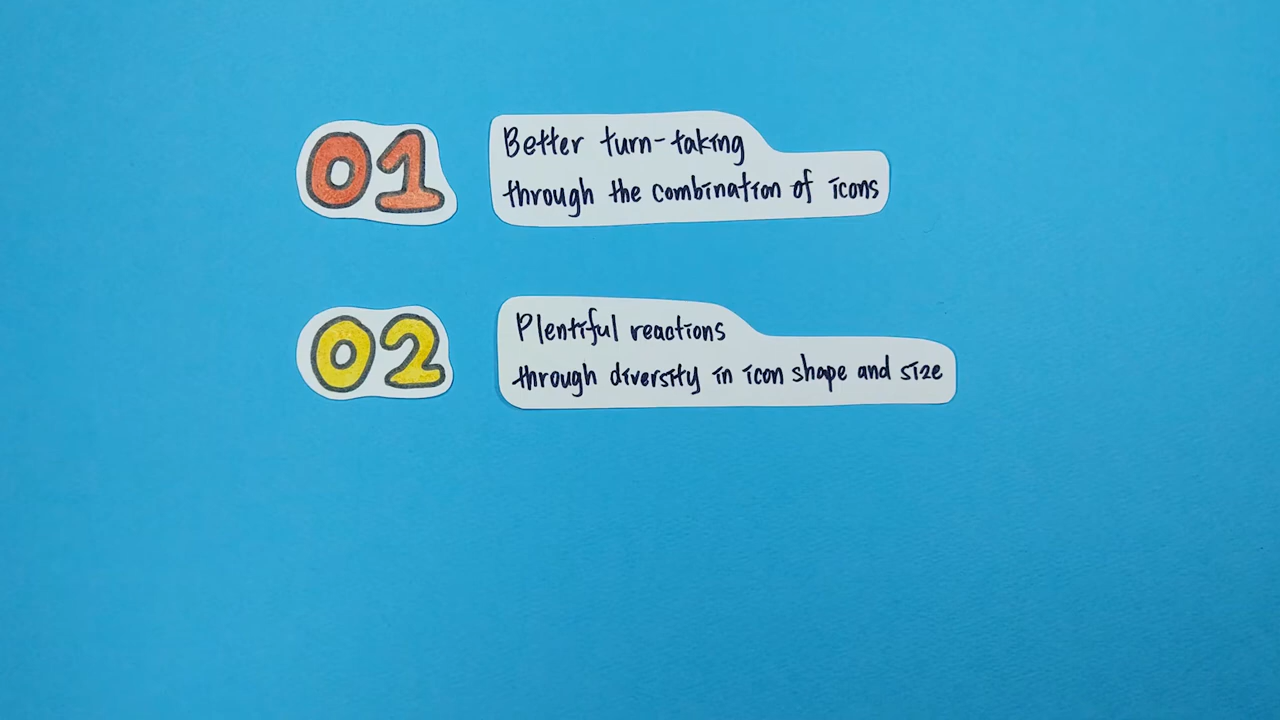 01
Better turn-taking
through the combination of icons
02
Plentiful reactions
through diversity in icon shape and size